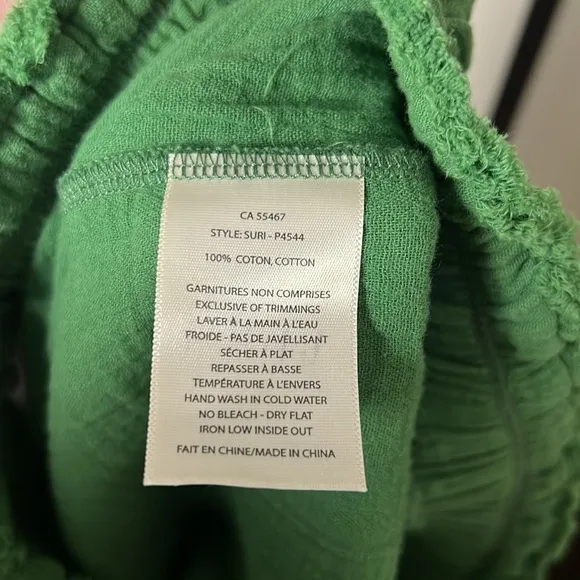 CA 55467
STYLE: SURI - P4544
100% COTON, COTTON
GARNITURES NON COMPRISES
EXCLUSIVE OF TRIMMINGS
LAVER À LA MAIN À L'EAU
FROIDE - PAS DE JAVELLISANT
SÉCHER À PLAT
REPASSER À BASSE
TEMPÉRATURE À L'ENVERS
HAND WASH IN COLD WATER
NO BLEACH - DRY FLAT
IRON LOW INSIDE OUT
FAIT EN CHINE/MADE IN CHINA